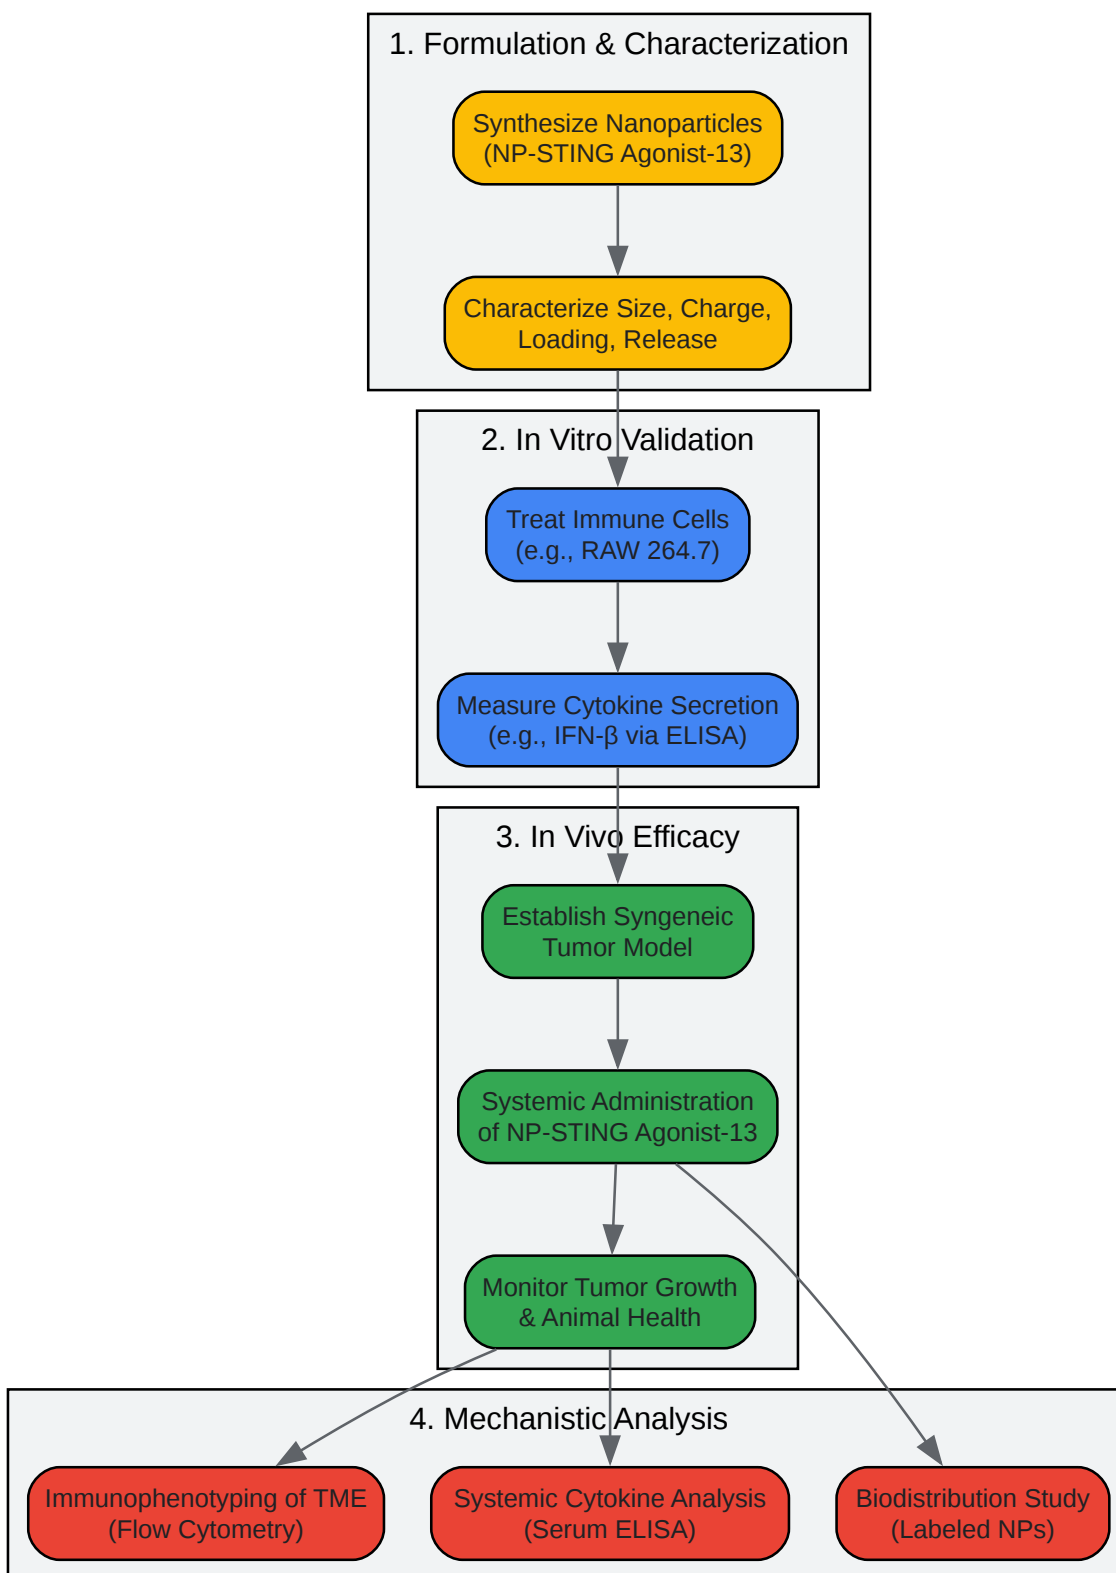 1. Formulation & Characterization
Synthesize Nanoparticles
(NP-STING Agonist-13)
Characterize Size, Charge,
Loading, Release
2. In Vitro Validation
Treat Immune Cells
(e.g., RAW 264.7)
Measure Cytokine Secretion
(e.g., IFN-β via ELISA)
3. In Vivo Efficacy
Establish Syngeneic
Tumor Model
Systemic Administration
of NP-STING Agonist-13
Monitor Tumor Growth
& Animal Health
4. Mechanistic Analysis
Immunophenotyping of TME
(Flow Cytometry)
Systemic Cytokine Analysis
(Serum ELISA)
Biodistribution Study
(Labeled NPs)